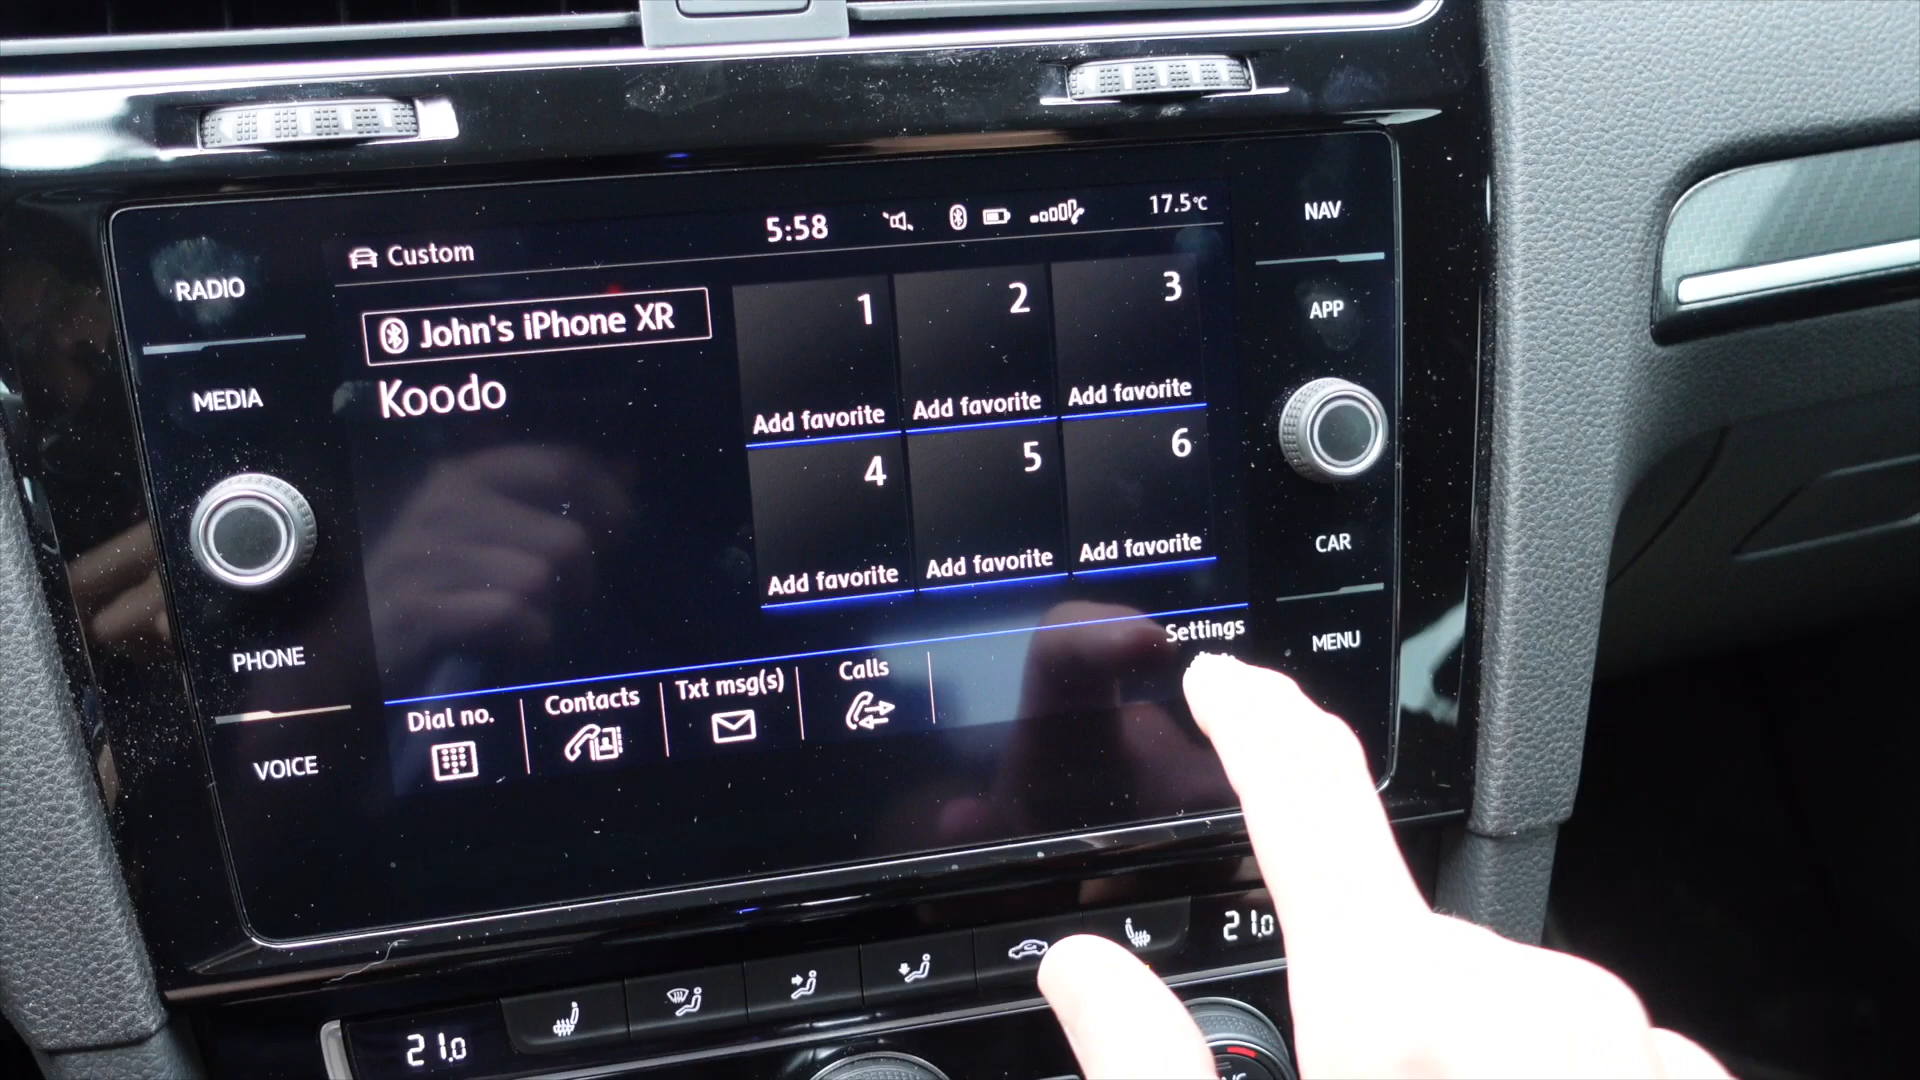 Custom
5:58
17.5°C
RADIO
MEDIA
PHONE
VOICE
John's iPhone XR
Koodo
1
Add favorite
2
Add favorite
3
Add favorite
4
Add favorite
5
Add favorite
6
Add favorite
Dial no.
Contacts
Txt msg(s)
Calls
Settings
NAV
APP
CAR
MENU
21.0
21.0